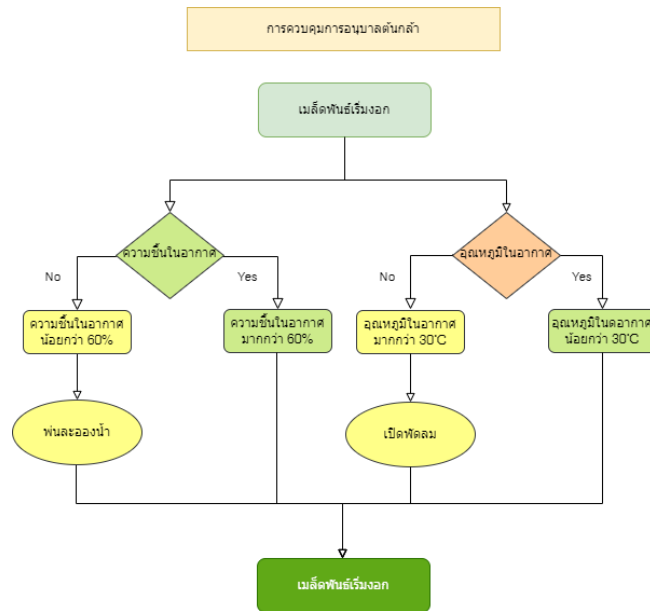 การควบคุมการอนุบาลต้นกล้า
เมล็ดพันธ์เริ่มงอก
ความชื้นในอากาศ
อุณหภูมิในอากาศ
No
Yes
No
Yes
ความชื้นในอากาศ
น้อยกว่า 60%
ความชื้นในอากาศ
มากกว่า 60%
อุณหภูมิในอากาศ
มากกว่า 30°C
อุณหภูมิในดอากาศ
น้อยกว่า 30°C
พ่นละอองน้ำ
เปิดพัดลม
เมล็ดพันธ์เริ่มงอก